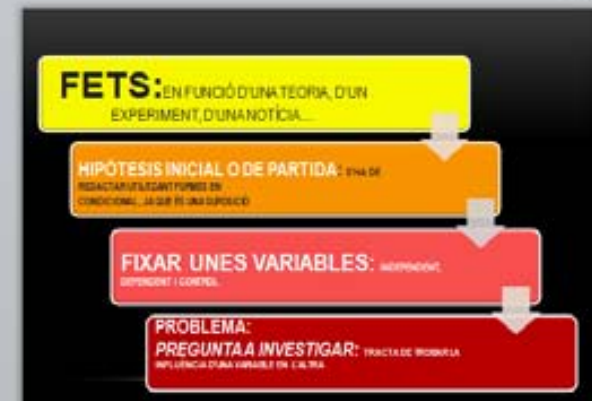 FETS: EN FUNCIÓ D'UNA TEORIA, D'UN
EXPERIMENT, D'UNA NOTÍCIA...
HIPÒTESIS INICIAL O DE PARTIDA: S'HA DE
REDACTAR UTILITZANT FORMES EN
CONDICIONAL, JA QUE ÉS UNA SUPOSICIÓ
FIXAR UNES VARIABLES: INDEPENDENT,
DEPENDENT I CONTROL
PROBLEMA:
PREGUNTA A INVESTIGAR: TRACTA DE TROBAR LA
INFLUENCIA D'UNA VARIABLE EN L'ALTRA